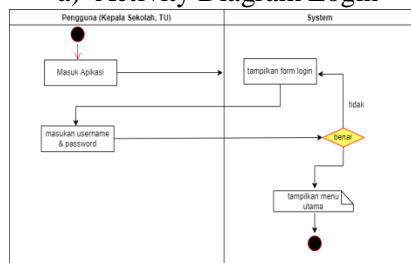 a) Activity Diagram Login
Pengguna (Kepala Sekolah, TU)
System
Masuk Apikasi
tampilkan form login
tidak
masukan username
& password
benar
tampilkan menu
utama